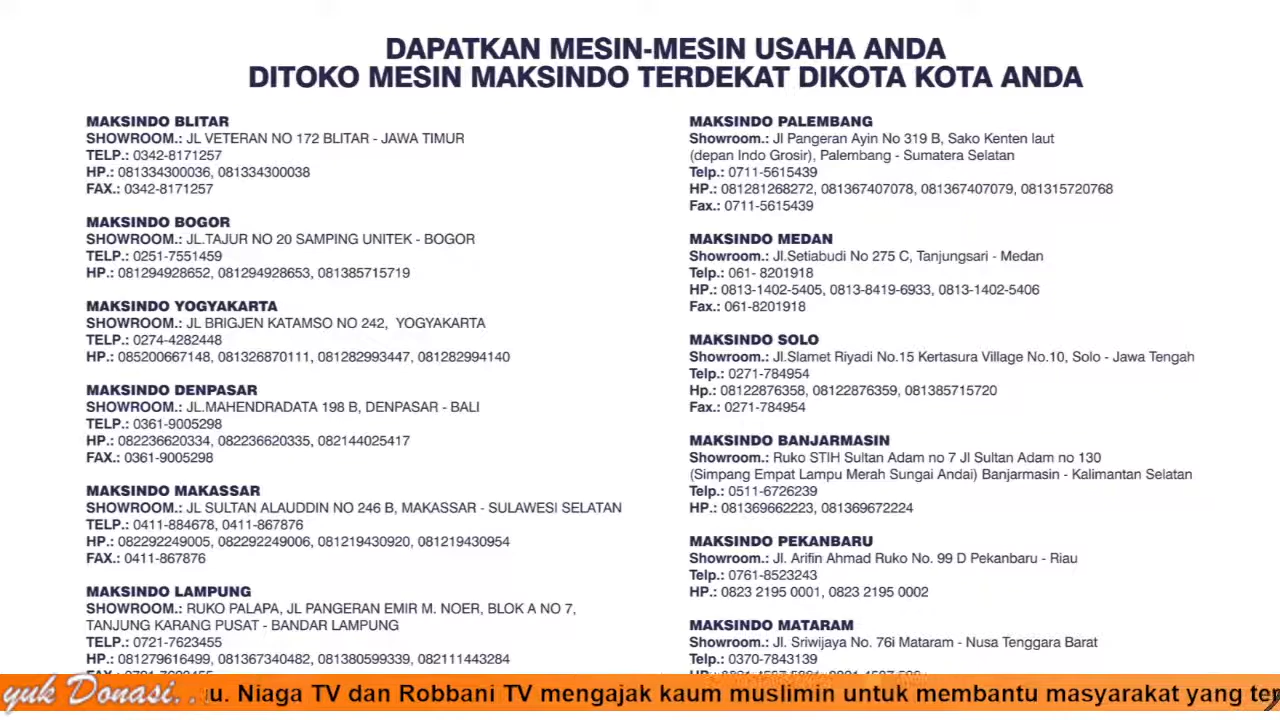 DAPATKAN MESIN-MESIN USAHA ANDA
DITOKO MESIN MAKSINDO TERDEKAT DIKOTA KOTA ANDA
MAKSINDO BLITAR
SHOWROOM.: JL VETERAN NO 172 BLITAR - JAWA TIMUR
TELP.: 0342-8171257
HP.: 081334300036, 081334300038
FAX.: 0342-8171257
MAKSINDO BOGOR
SHOWROOM.: JL.TAJUR NO 20 SAMPING UNITEK - BOGOR
TELP.: 0251-7551459
HP.: 081294928652, 081294928653, 081385715719
MAKSINDO YOGYAKARTA
SHOWROOM.: JL BRIGJEN KATAMSO NO 242, YOGYAKARTA
TELP.: 0274-4282448
HP.: 085200667148, 081326870111, 081282993447, 081282994140
MAKSINDO DENPASAR
SHOWROOM.: JL.MAHENDRADATA 198 B, DENPASAR - BALI
TELP.: 0361-9005298
HP.: 082236620334, 082236620335, 082144025417
FAX.: 0361-9005298
MAKSINDO MAKASSAR
SHOWROOM.: JL SULTAN ALAUDDIN NO 246 B, MAKASSAR - SULAWESI SELATAN
TELP.: 0411-884678, 0411-867876
HP.: 082292249005, 082292249006, 081219430920, 081219430954
FAX.: 0411-867876
MAKSINDO LAMPUNG
SHOWROOM.: RUKO PALAPA, JL PANGERAN EMIR M. NOER, BLOK A NO 7,
TANJUNG KARANG PUSAT - BANDAR LAMPUNG
TELP.: 0721-7623455
HP.: 081279616499, 081367340482, 081380599339, 082111443284
MAKSINDO PALEMBANG
Showroom.: Jl Pangeran Ayin No 319 B, Sako Kenten laut
(depan Indo Grosir), Palembang - Sumatera Selatan
Telp.: 0711-5615439
HP.: 081281268272, 081367407078, 081367407079, 081315720768
Fax.: 0711-5615439
MAKSINDO MEDAN
Showroom.: Jl.Setiabudi No 275 C, Tanjungsari - Medan
Telp.: 061- 8201918
HP.: 0813-1402-5405, 0813-8419-6933, 0813-1402-5406
Fax.: 061-8201918
MAKSINDO SOLO
Showroom.: Jl.Slamet Riyadi No.15 Kertasura Village No.10, Solo - Jawa Tengah
Telp.: 0271-784954
Hp.: 08122876358, 08122876359, 081385715720
Fax.: 0271-784954
MAKSINDO BANJARMASIN
Showroom.: Ruko STIH Sultan Adam no 7 Jl Sultan Adam no 130
(Simpang Empat Lampu Merah Sungai Andai) Banjarmasin - Kalimantan Selatan
Telp.: 0511-6726239
HP.: 081369662223, 081369672224
MAKSINDO PEKANBARU
Showroom.: Jl. Arifin Ahmad Ruko No. 99 D Pekanbaru - Riau
Telp.: 0761-8523243
HP.: 0823 2195 0001, 0823 2195 0002
MAKSINDO MATARAM
Showroom.: Jl. Sriwijaya No. 76i Mataram - Nusa Tenggara Barat
Telp.: 0370-7843139
yuk Donasi. . u. Niaga TV dan Robbani TV mengajak kaum muslimin untuk membantu masyarakat yang ter